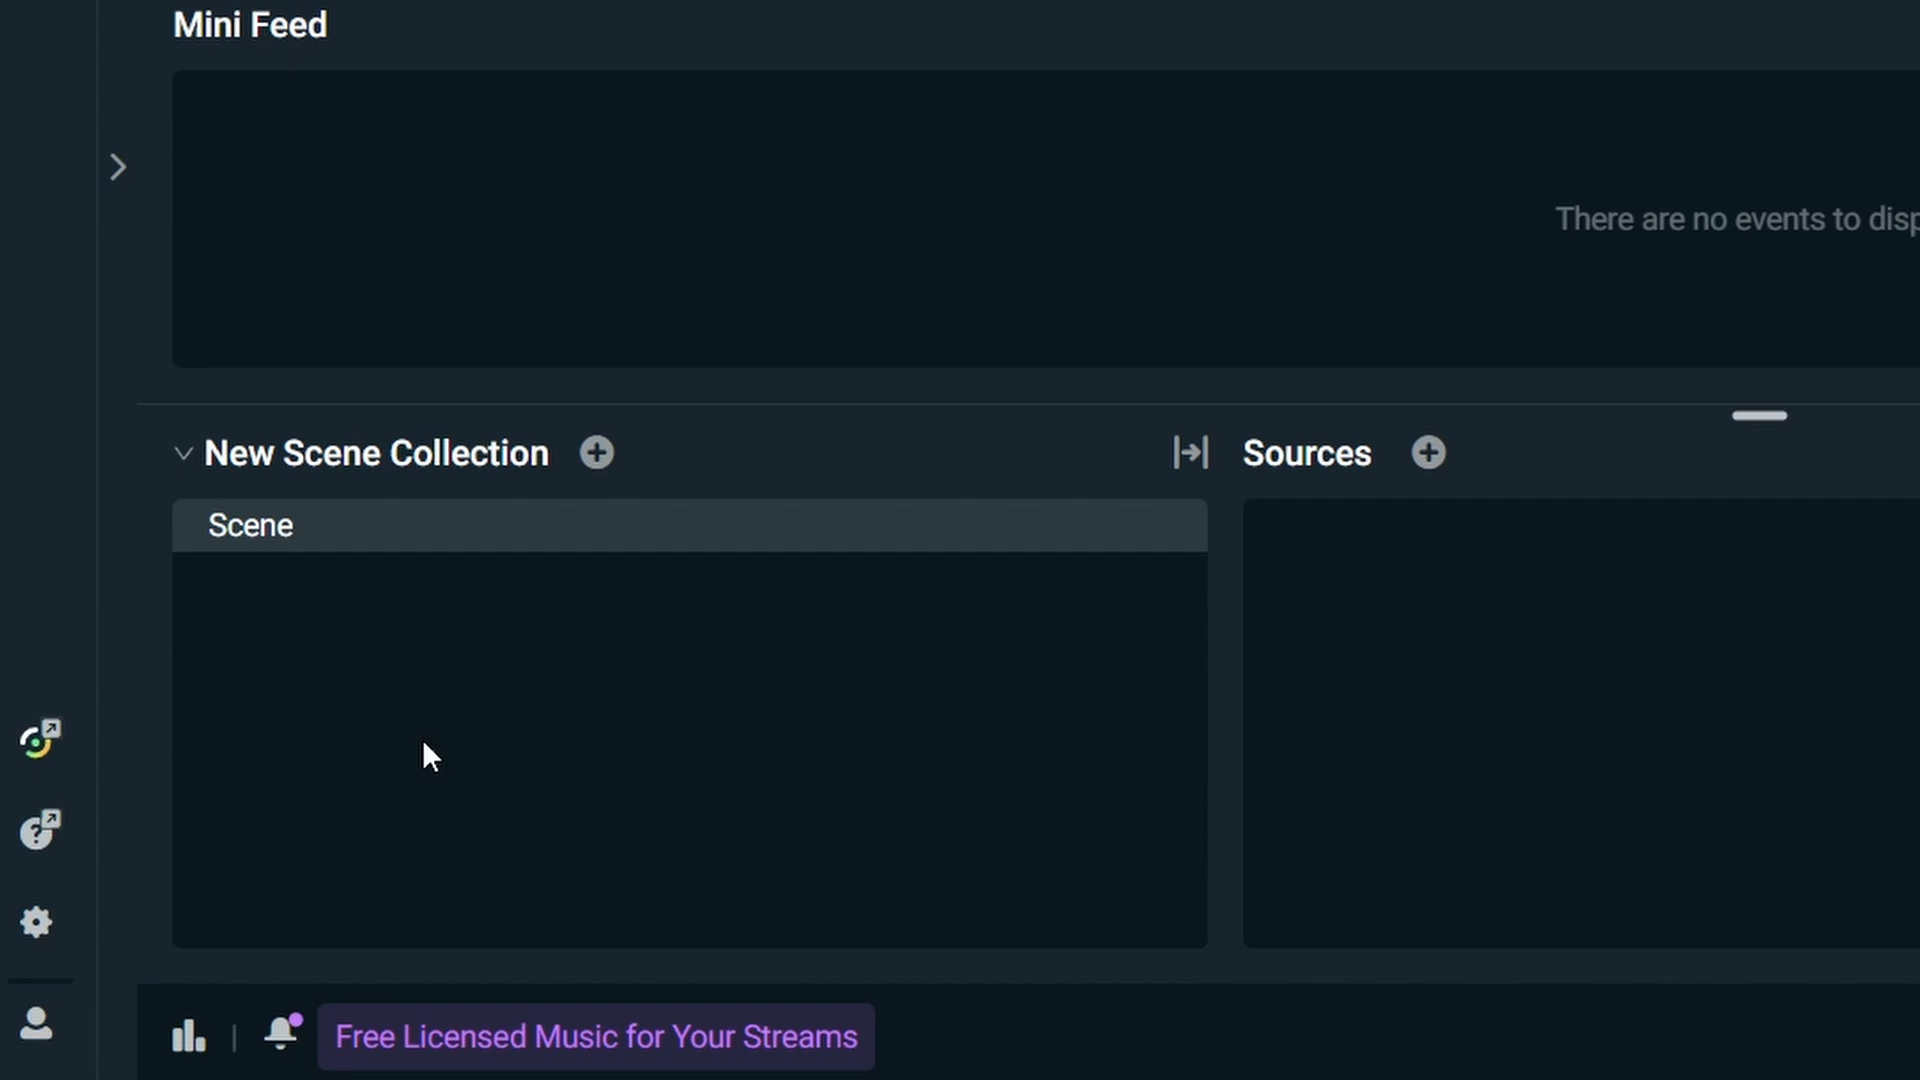 Mini Feed
There are no events to disp
New Scene Collection
Sources
Scene
Free Licensed Music for Your Streams